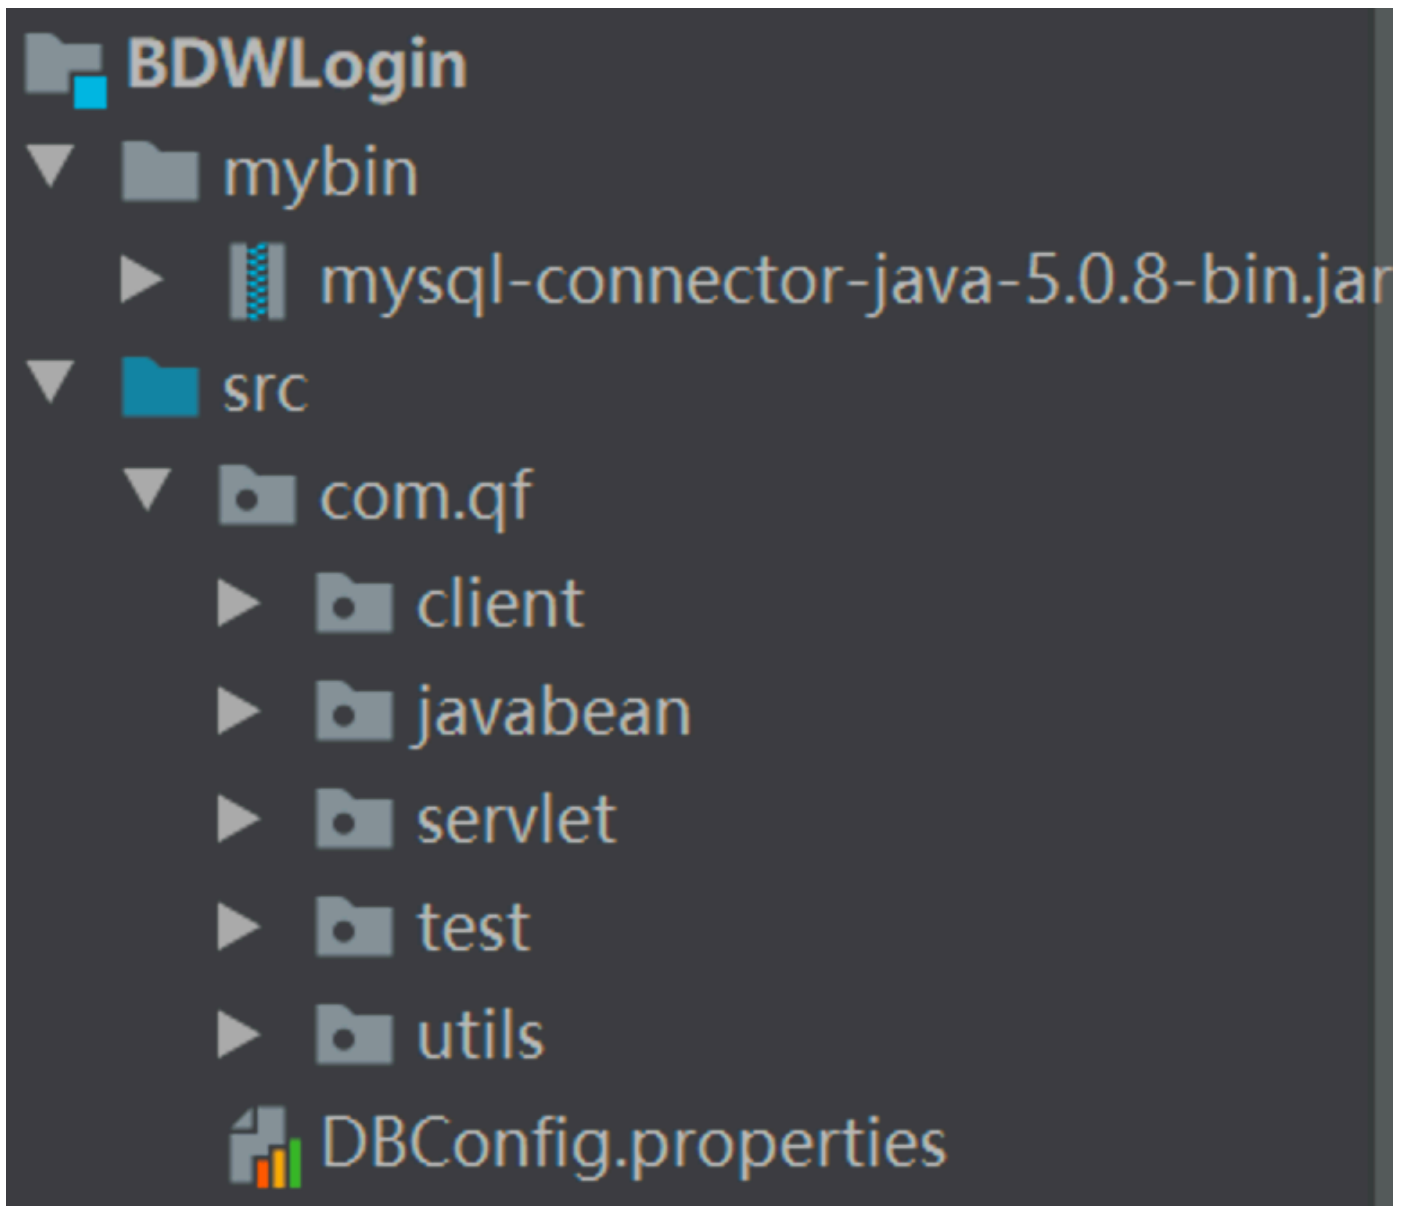 BDWLogin
mybin
mysql-connector-java-5.0.8-bin.jar
src
com.qf
client
javabean
servlet
test
utils
DBConfig.properties